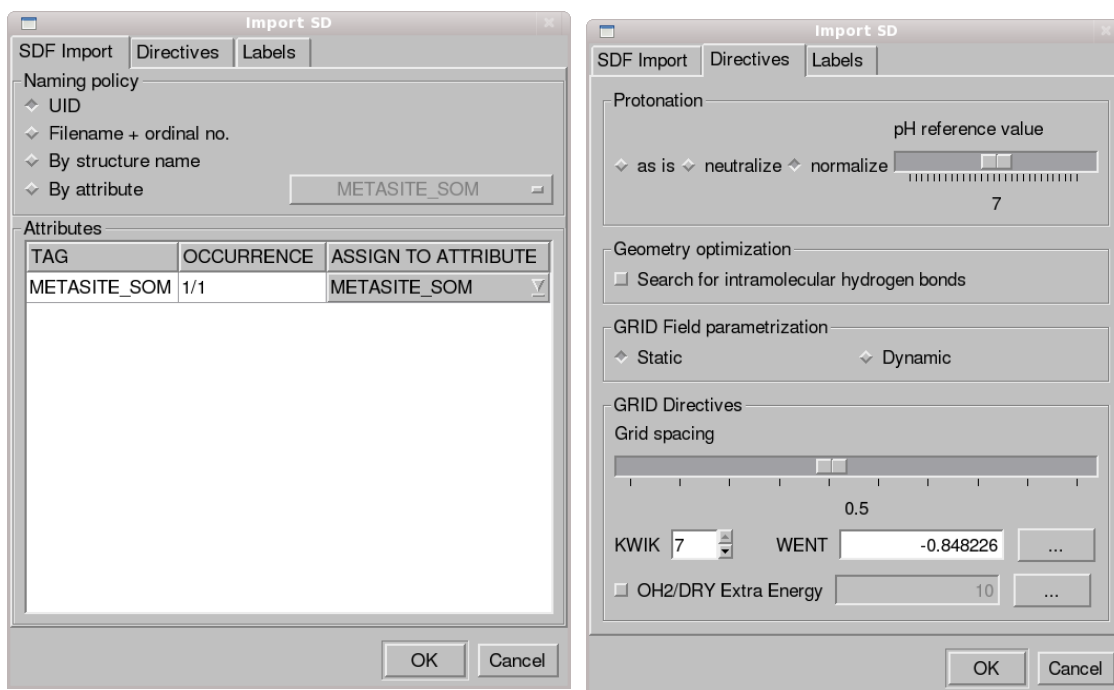 Import SD
SDF Import Directives Labels
Naming policy
UID
Filename + ordinal no.
By structure name
By attribute METASITE_SOM
Attributes
TAG OCCURRENCE ASSIGN TO ATTRIBUTE
METASITE_SOM 1/1 METASITE_SOM
OK Cancel
Import SD
SDF Import Directives Labels
Protonation
pH reference value
as is neutralize normalize
7
Geometry optimization
Search for intramolecular hydrogen bonds
GRID Field parametrization
Static Dynamic
GRID Directives
Grid spacing
0.5
KWIK 7 WENT -0.848226 ...
OH2/DRY Extra Energy 10 ...
OK Cancel